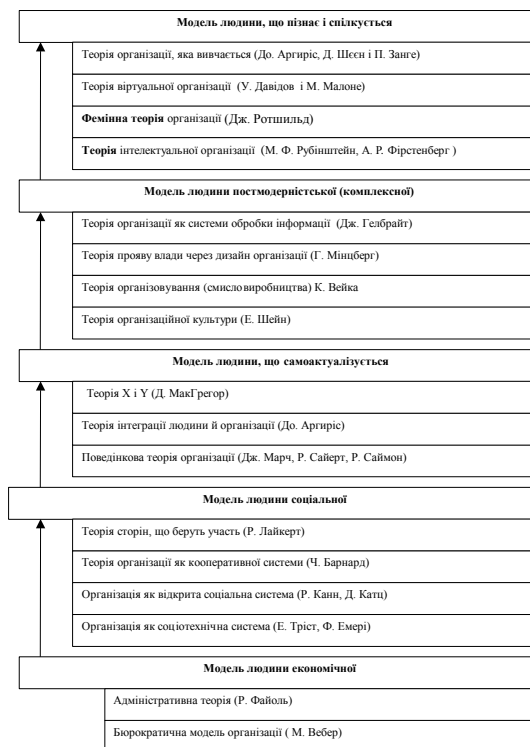 Модель людини, що пізнає і спілкується
Теорія організації, яка вивчається (До. Аргиріс, Д. Шєєн і П. Занге)
Теорія віртуальної організації (У. Давідов і М. Малоне)
Фемінна теорія організації (Дж. Ротшильд)
Теорія інтелектуальної організації (М. Ф. Рубінштейн, А. Р. Фірстенберг )
Модель людини постмодерністської (комплексної)
Теорія організації як системи обробки інформації (Дж. Гелбрайт)
Теорія прояву влади через дизайн організації (Г. Мінцберг)
Теорія організовування (смисловиробництва) К. Вейка
Теорія організаційної культури (Е. Шейн)
Модель людини, що самоактуалізується
Теорія X і Y (Д. МакГрегор)
Теорія інтеграції людини й організації (До. Аргиріс)
Поведінкова теорія організації (Дж. Марч, Р. Сайерт, Р. Саймон)
Модель людини соціальної
Теорія сторін, що беруть участь (Р. Лайкерт)
Теорія організації як кооперативної системи (Ч. Барнард)
Організація як відкрита соціальна система (Р. Канн, Д. Катц)
Організація як соціотехнічна система (Е. Тріст, Ф. Емері)
Модель людини економічної
Адміністративна теорія (Р. Файоль)
Бюрократична модель організації ( М. Вебер)